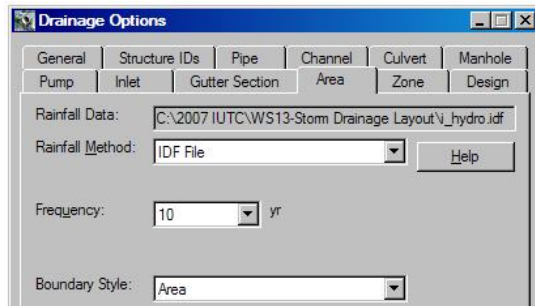 Drainage Options
General Structure IDs Pipe Channel Culvert Manhole
Pump Inlet Gutter Section Area Zone Design
Rainfall Data: C:\2007 IUTC\WS13-Storm Drainage Layout\i_hydro.idf
Rainfall Method: IDF File Help
Frequency: 10 yr
Boundary Style: Area